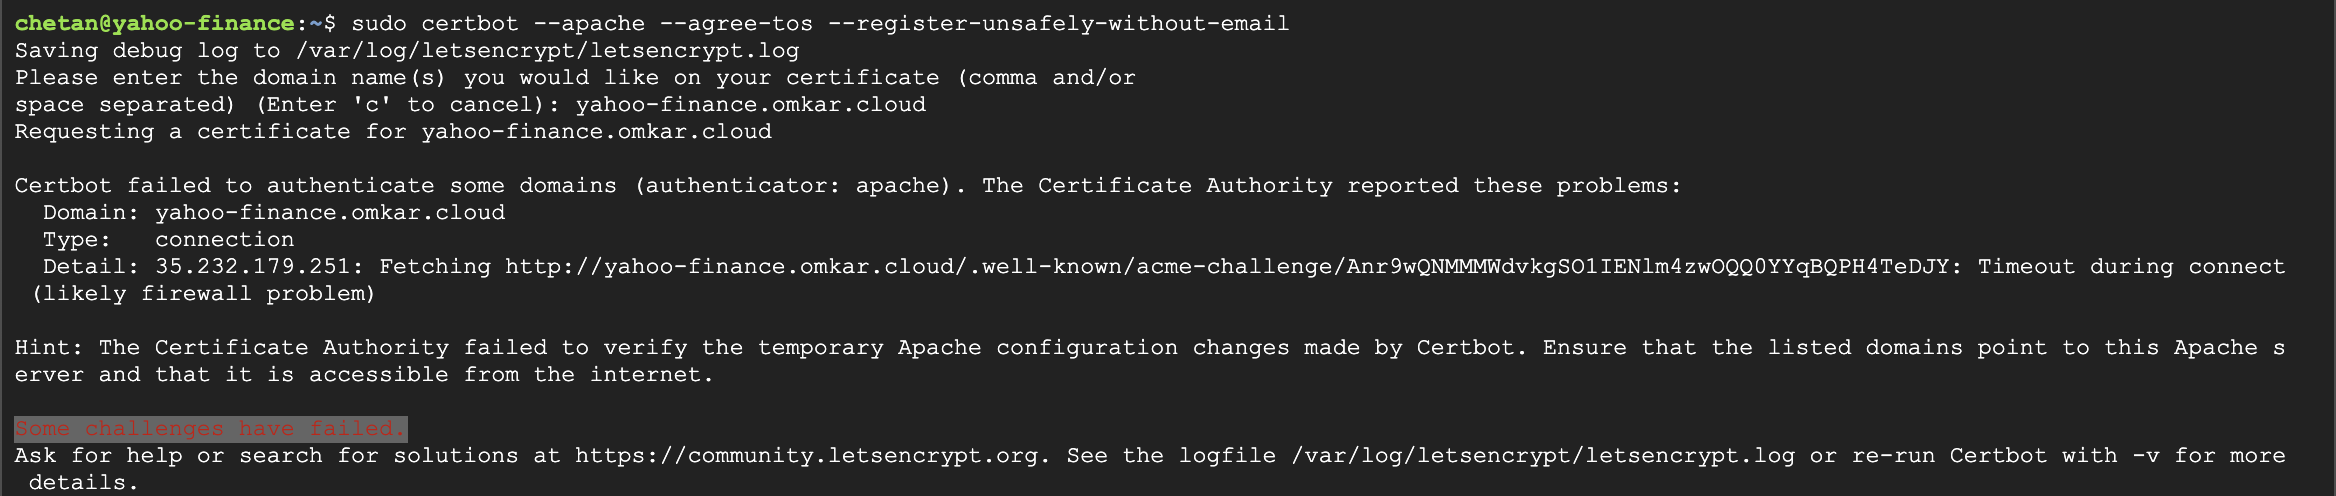 chetan@yahoo-finance:~$ sudo certbot --apache --agree-tos --register-unsafely-without-email
Saving debug log to /var/log/letsencrypt/letsencrypt.log
Please enter the domain name(s) you would like on your certificate (comma and/or
space separated) (Enter 'c' to cancel): yahoo-finance.omkar.cloud
Requesting a certificate for yahoo-finance.omkar.cloud

Certbot failed to authenticate some domains (authenticator: apache). The Certificate Authority reported these problems:
  Domain: yahoo-finance.omkar.cloud
  Type:   connection
  Detail: 35.232.179.251: Fetching http://yahoo-finance.omkar.cloud/.well-known/acme-challenge/Anr9wQNMMMWdvkgSO1IENlm4zwOQQ0YYqBQPH4TeDJY: Timeout during connect
 (likely firewall problem)

Hint: The Certificate Authority failed to verify the temporary Apache configuration changes made by Certbot. Ensure that the listed domains point to this Apache s
erver and that it is accessible from the internet.

Some challenges have failed.
Ask for help or search for solutions at https://community.letsencrypt.org. See the logfile /var/log/letsencrypt/letsencrypt.log or re-run Certbot with -v for more
 details.